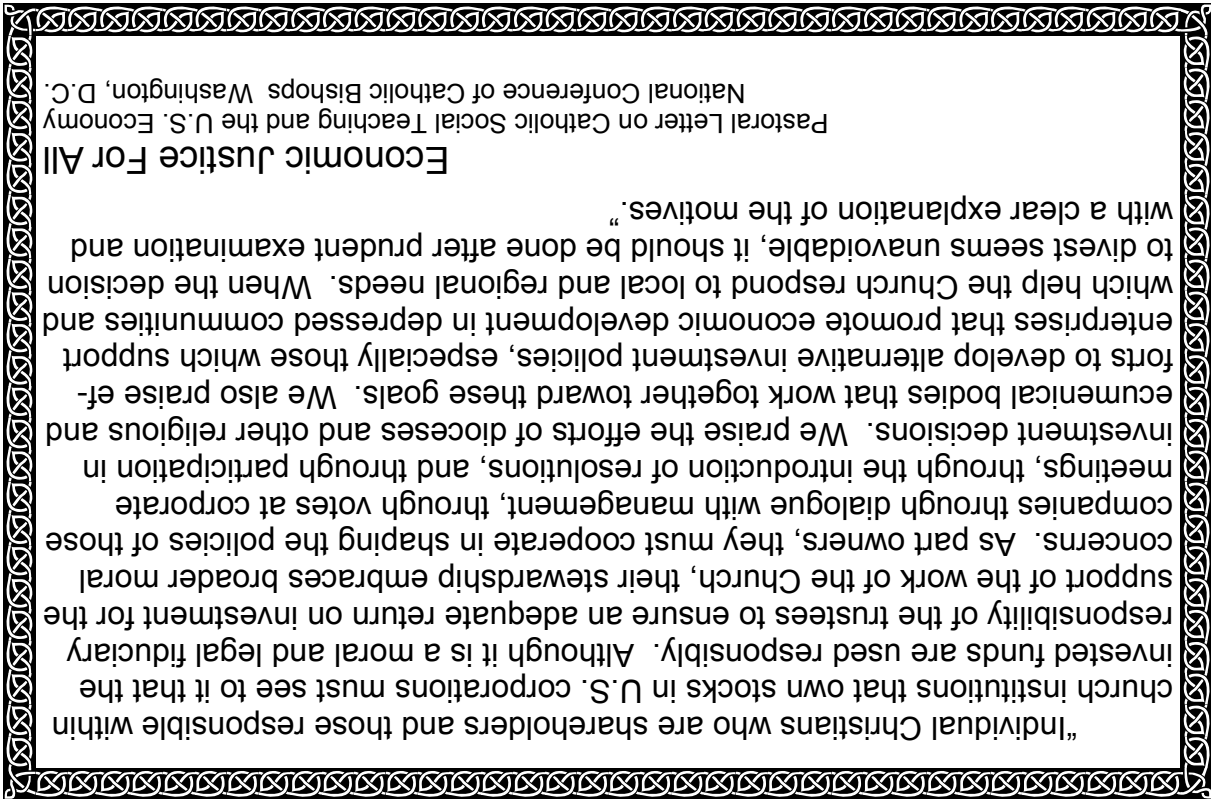 “Individual Christians who are shareholders and those responsible within
church institutions that own stocks in U.S. corporations must see to it that the
invested funds are used responsibly.  Although it is a moral and legal fiduciary
responsibility of the trustees to ensure an adequate return on investment for the
support of the work of the Church, their stewardship embraces broader moral
concerns.  As part owners, they must cooperate in shaping the policies of those
companies through dialogue with management, through votes at corporate
meetings, through the introduction of resolutions, and through participation in
investment decisions.  We praise the efforts of dioceses and other religious and
ecumenical bodies that work together toward these goals.  We also praise ef-
forts to develop alternative investment policies, especially those which support
enterprises that promote economic development in depressed communities and
which help the Church respond to local and regional needs.  When the decision
to divest seems unavoidable, it should be done after prudent examination and
with a clear explanation of the motives.”
Economic Justice For All
Pastoral Letter on Catholic Social Teaching and the U.S. Economy
National Conference of Catholic Bishops  Washington, D.C.